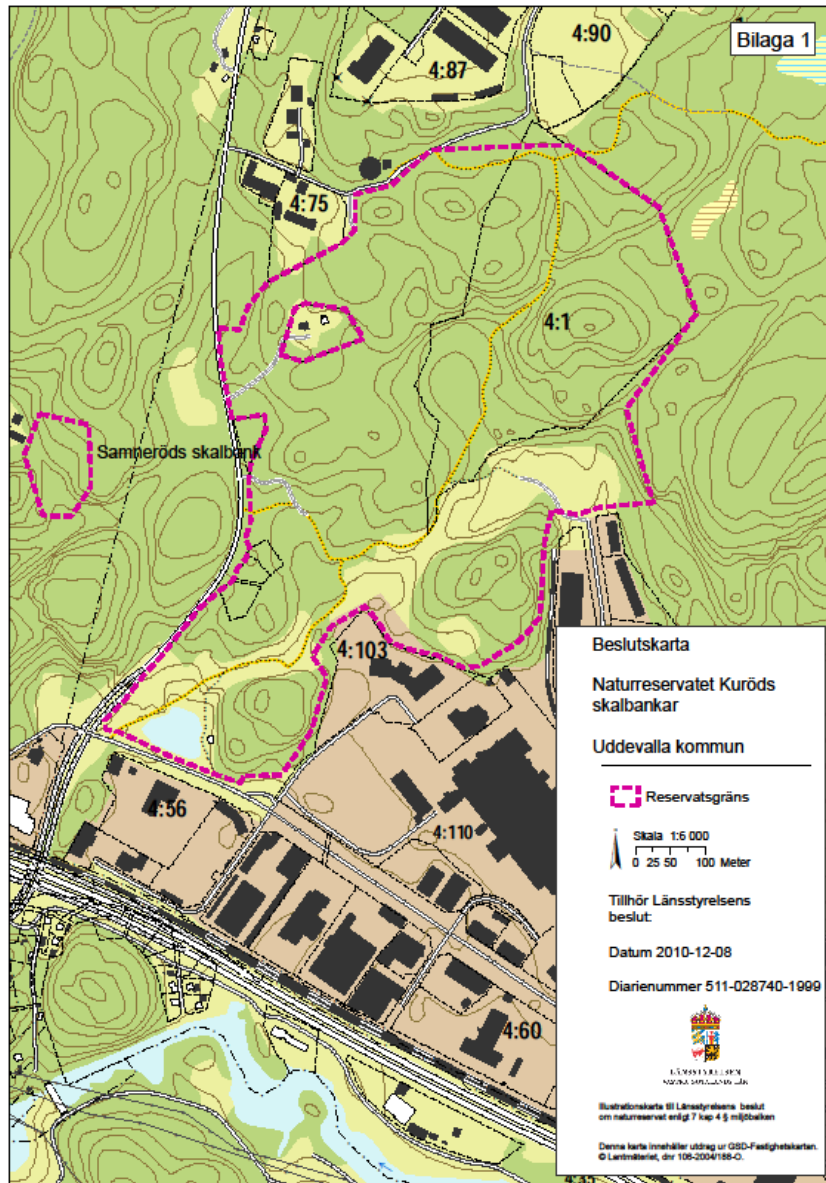 Bilaga 1
4:90
4:87
4:75
4:1
Samneröds skalbank
4:103
4:56
4:110
4:60
Beslutskarta
Naturreservatet Kuröds
skalbankar
Uddevalla kommun
Reservatsgräns
Skala 1:6 000
0 25 50 100 Meter
Tillhör Länsstyrelsens
beslut:
Datum 2010-12-08
Diarienummer 511-028740-1999
LÄNSSTYRELSEN
VÄSTRA GÖTALANDS LÄN
Illustrationskarta till Länsstyrelsens beslut
om naturreservat enligt 7 kap 4 § miljöbalken
Denna karta innehåller utdrag ur GSD-Fastighetskartan.
© Lantmäteriet, dnr 106-2004/188-O.